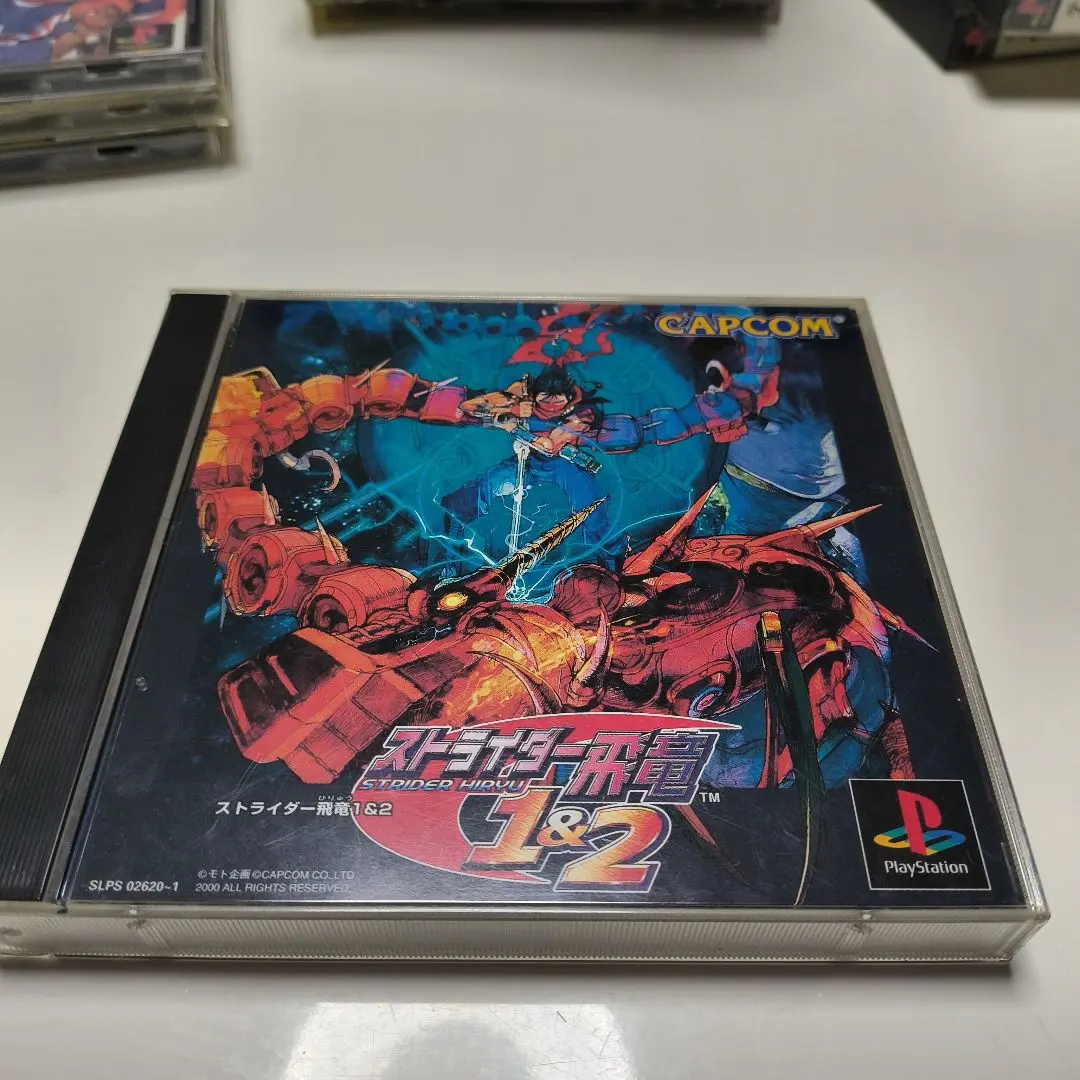 CAPCOM®
ストライダー飛竜
STRIDER HIRYU
1&2
TM
ひりゅう
ストライダー飛竜1&2
©モト企画 ©CAPCOM CO.,LTD
2000 ALL RIGHTS RESERVED.
SLPS 02620~1
PlayStation